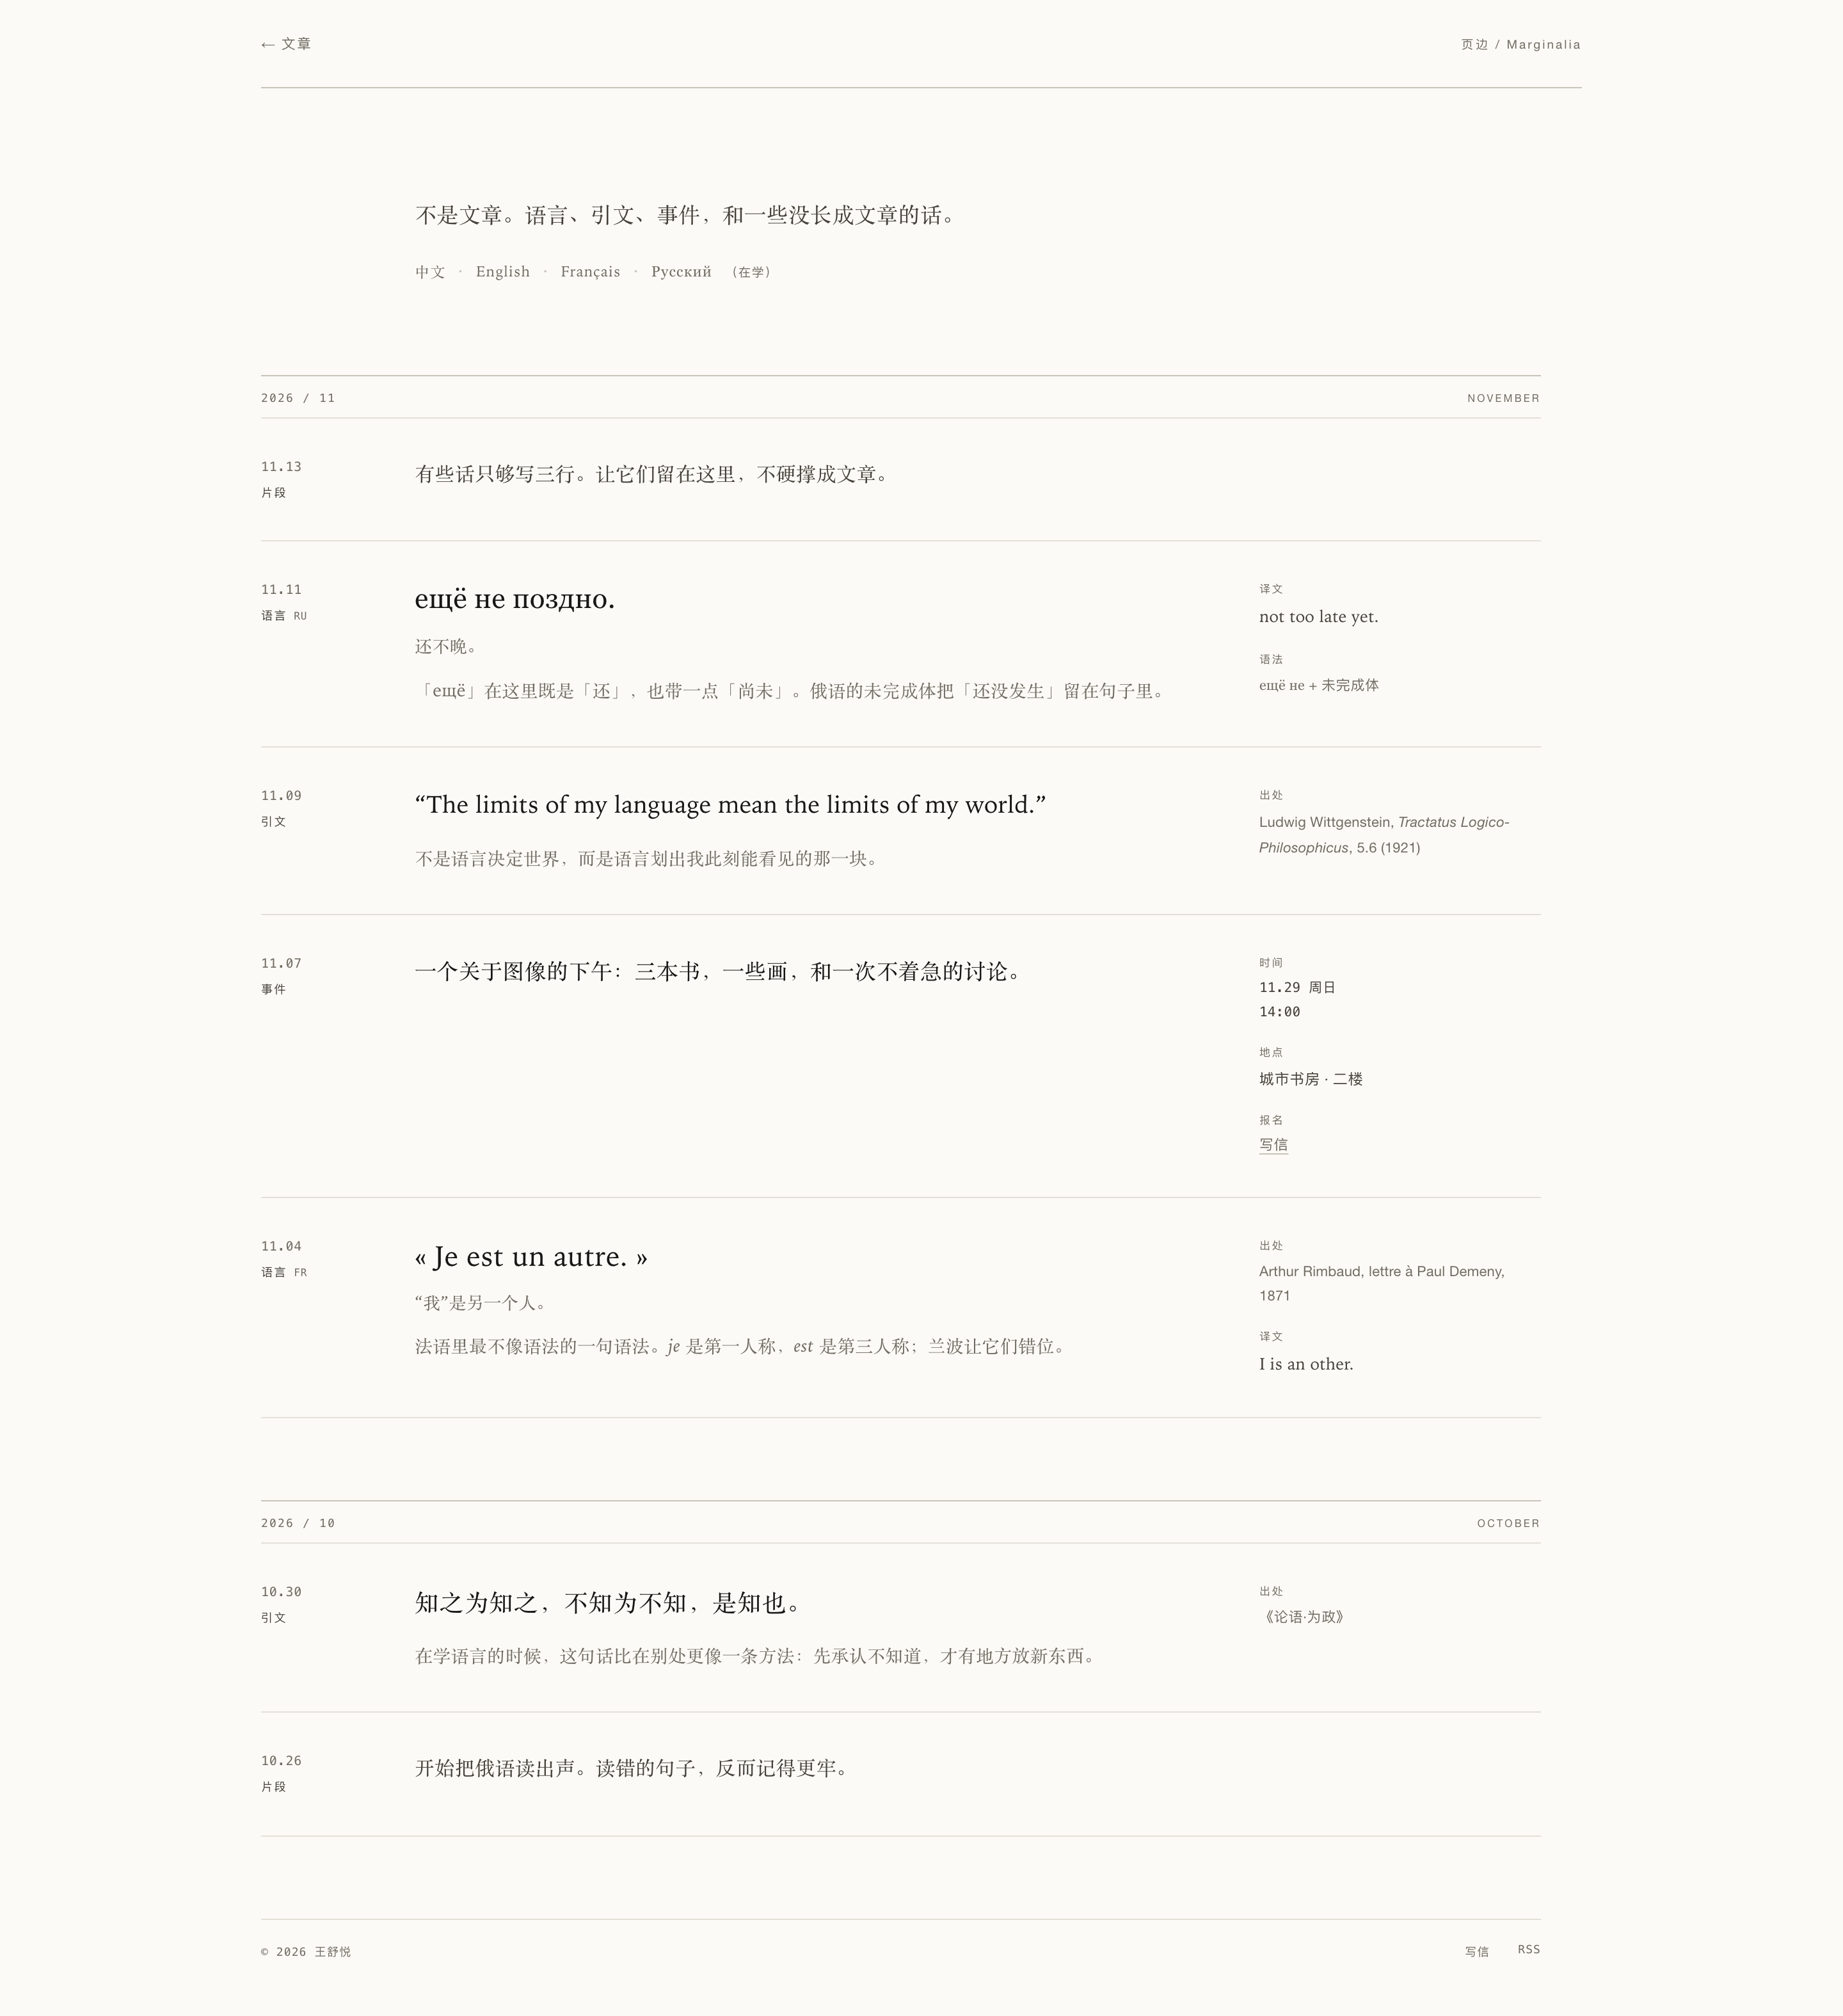 ← 文章
页边 / Marginalia
不是文章。语言、引文、事件，和一些没长成文章的话。
中文 · English · Français · Русский （在学）
2026 / 11
NOVEMBER
11.13
片段
有些话只够写三行。让它们留在这里，不硬撑成文章。
11.11
语言 RU
ещё не поздно.
还不晚。
「ещё」在这里既是「还」，也带一点「尚未」。俄语的未完成体把「还没发生」留在句子里。
译文
not too late yet.
语法
ещё не + 未完成体
11.09
引文
“The limits of my language mean the limits of my world.”
不是语言决定世界，而是语言划出我此刻能看见的那一块。
出处
Ludwig Wittgenstein, Tractatus Logico-
Philosophicus, 5.6 (1921)
11.07
事件
一个关于图像的下午：三本书，一些画，和一次不着急的讨论。
时间
11.29 周日
14:00
地点
城市书房 · 二楼
报名
写信
11.04
语言 FR
« Je est un autre. »
“我”是另一个人。
法语里最不像语法的一句语法。je 是第一人称，est 是第三人称；兰波让它们错位。
出处
Arthur Rimbaud, lettre à Paul Demeny,
1871
译文
I is an other.
2026 / 10
OCTOBER
10.30
引文
知之为知之，不知为不知，是知也。
在学语言的时候，这句话比在别处更像一条方法：先承认不知道，才有地方放新东西。
出处
《论语·为政》
10.26
片段
开始把俄语读出声。读错的句子，反而记得更牢。
© 2026 王舒悦
写信
RSS